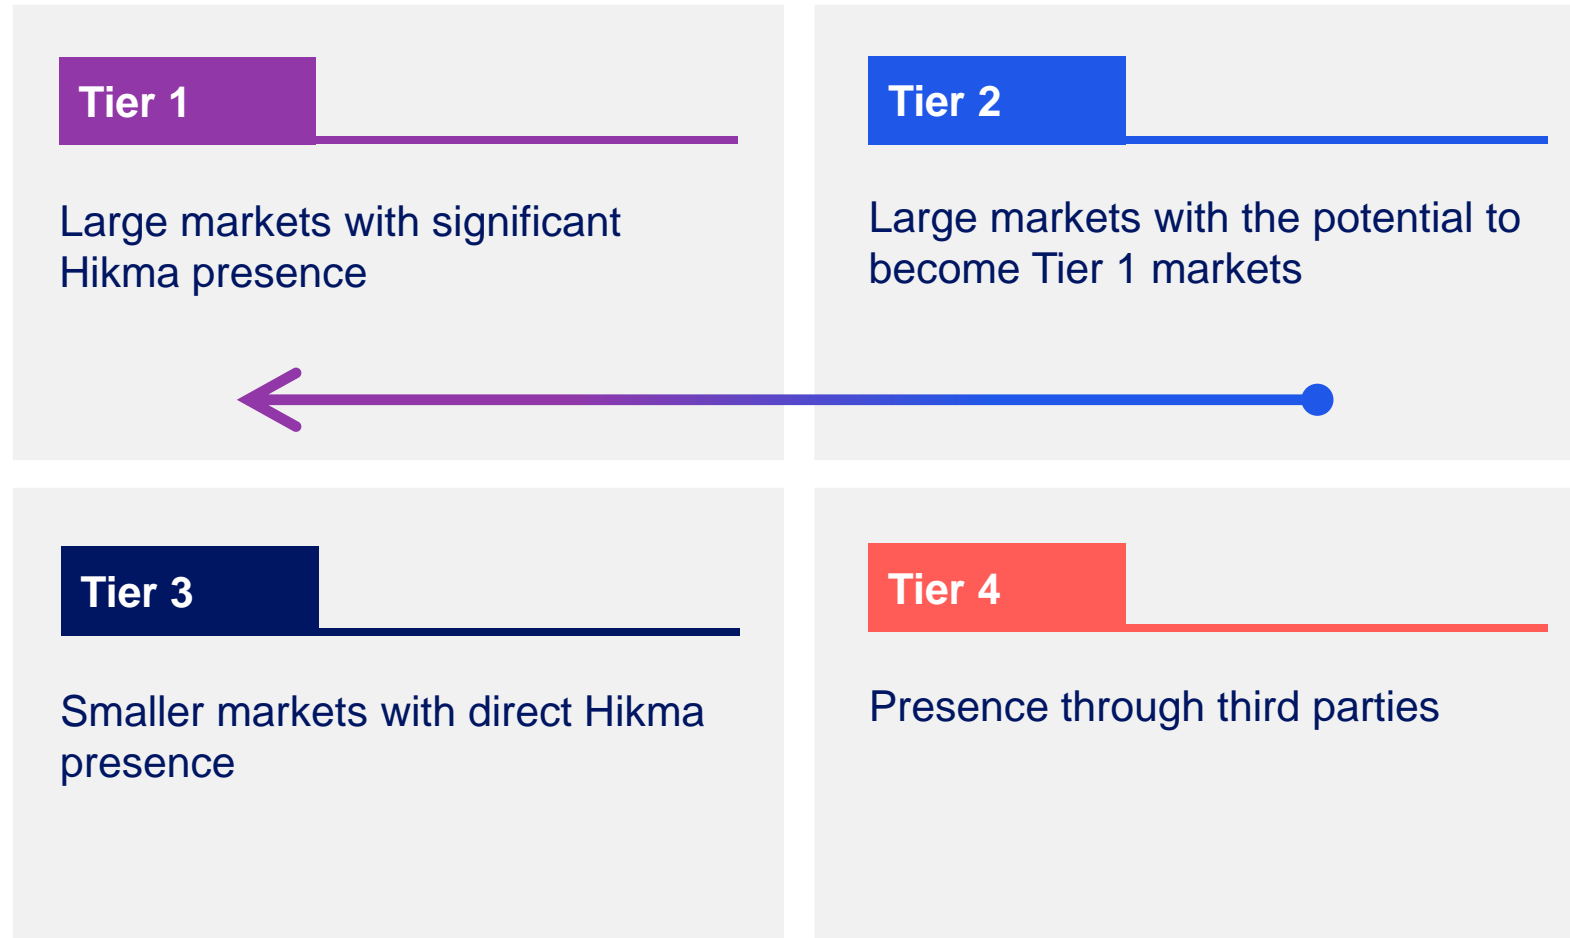 Tier 1
Large markets with significant
Hikma presence
Tier 2
Large markets with the potential to
become Tier 1 markets
Tier 3
Smaller markets with direct Hikma
presence
Tier 4
Presence through third parties